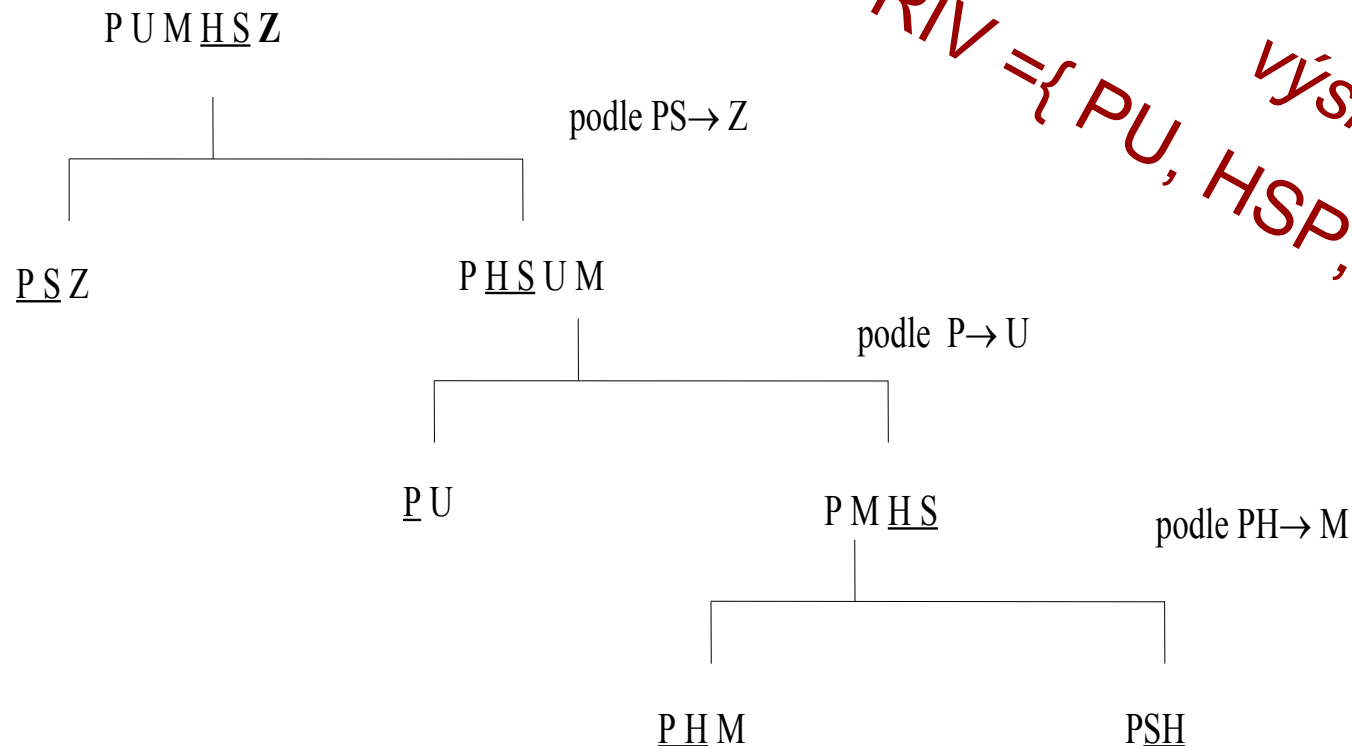 P U M H S Z
výs
RIV ={ PU, HSP,
podle PS→ Z
P S Z
P H S U M
podle P→ U
P U
P M H S
podle PH→ M
P H M
PSH